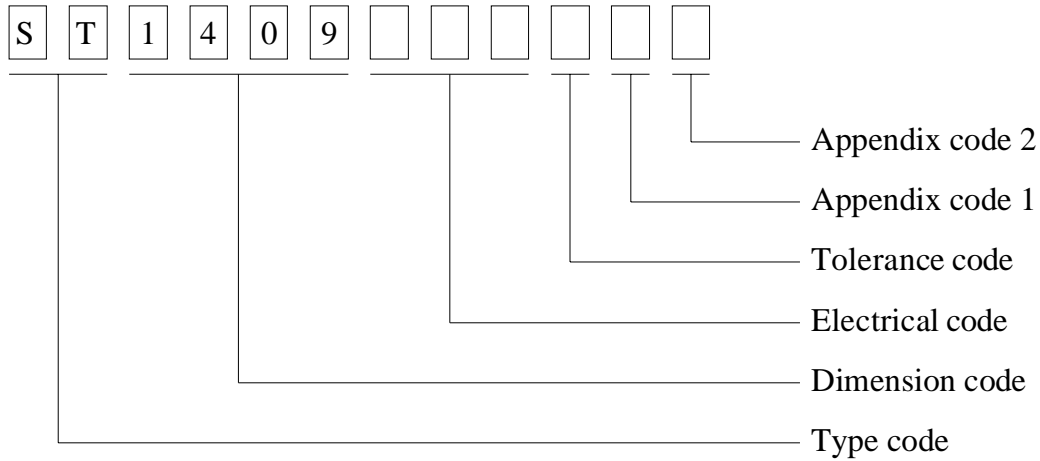 S T 1 4 0 9
Appendix code 2
Appendix code 1
Tolerance code
Electrical code
Dimension code
Type code